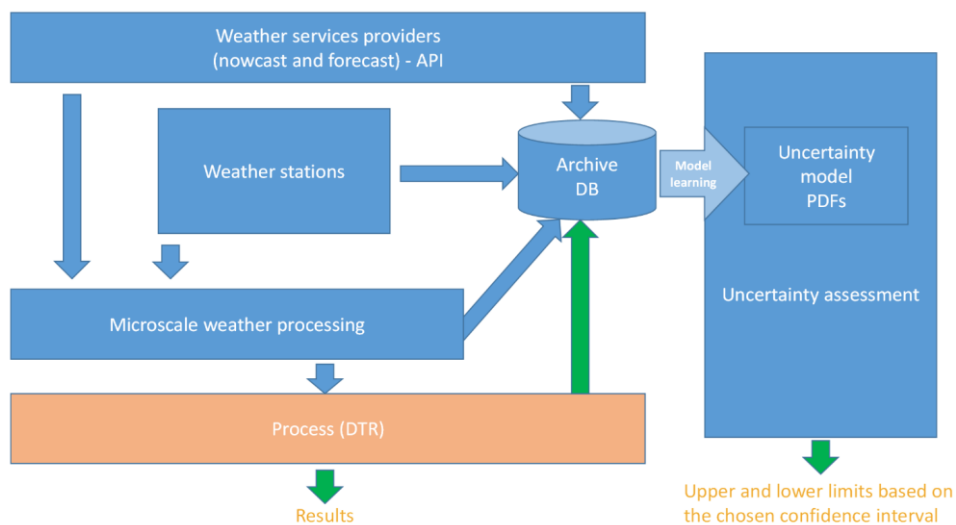 Weather services providers
(nowcast and forecast) - API
Weather stations
Archive
DB
Model
learning
Uncertainty
model
PDFs
Uncertainty assessment
Microscale weather processing
Process (DTR)
Results
Upper and lower limits based on
the chosen confidence interval